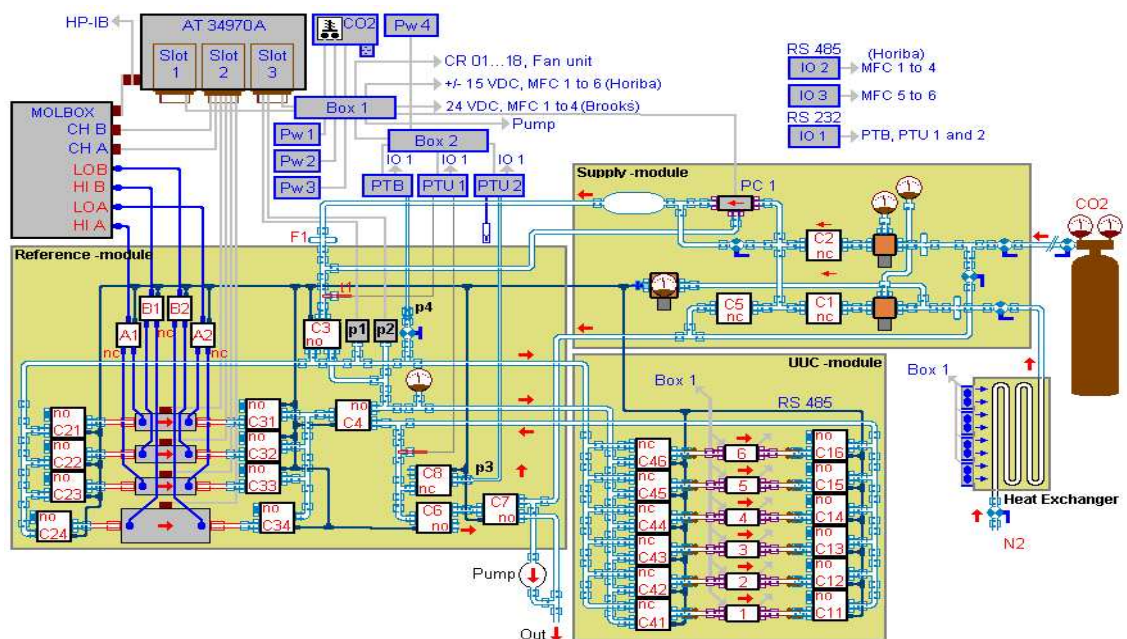 HP-IB
AT 34970A
Slot 1
Slot 2
Slot 3
CO2
Pw 4
CR 01...18, Fan unit
+/- 15 VDC, MFC 1 to 6 (Horiba)
24 VDC, MFC 1 to 4 (Brooks)
Pump
RS 485
(Horiba)
IO 2
MFC 1 to 4
IO 3
MFC 5 to 6
RS 232
IO 1
PTB, PTU 1 and 2
MOLBOX
CH B
CH A
LOB
HI B
LOA
HI A
Box 1
Pw 1
Pw 2
Pw 3
Box 2
IO 1
IO 1
IO 1
PTB
PTU 1
PTU 2
Supply -module
PC 1
C2
nc
C5
nc
C1
nc
CO2
F1
Reference -module
t1
p4
A1
B1
B2
A2
nc
nc
nc
C3
no
p1
p2
no
C21
no
C22
no
C23
no
C24
no
C31
no
C32
no
C33
no
C34
no
C4
C8
nc
p3
C6
no
C7
no
UUC -module
Box 1
RS 485
nc
C46
nc
C45
nc
C44
nc
C43
nc
C42
nc
C41
6
5
4
3
2
1
no
C16
no
C15
no
C14
no
C13
no
C12
no
C11
Box 1
Heat Exchanger
N2
Pump
Out